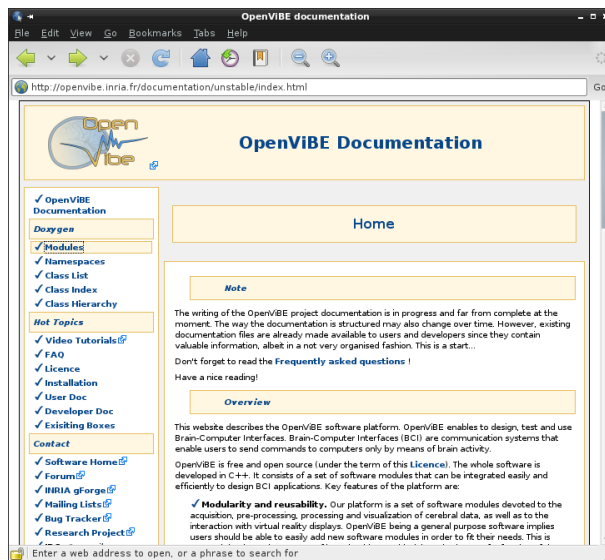 OpenViBE documentation
File Edit View Go Bookmarks Tabs Help
http://openvibe.inria.fr/documentation/unstable/index.html
Go
Open
Vibe
OpenViBE Documentation
OpenViBE
Documentation
Doxygen
Modules
Namespaces
Class List
Class Index
Class Hierarchy
Hot Topics
Video Tutorials
FAQ
Licence
Installation
User Doc
Developer Doc
Exisiting Boxes
Contact
Software Home
Forum
INRIA gForge
Mailing Lists
Bug Tracker
Research Project
Home
Note
The writing of the OpenViBE project documentation is in progress and far from complete at the
moment. The way the documentation is structured may also change over time. However, existing
documentation files are already made available to users and developers since they contain
valuable information, albeit in a not very organised fashion. This is a start...
Don't forget to read the Frequently asked questions !
Have a nice reading!
Overview
This website describes the OpenViBE software platform. OpenViBE enables to design, test and use
Brain-Computer Interfaces. Brain-Computer Interfaces (BCI) are communication systems that
enable users to send commands to computers only by means of brain activity.
OpenViBE is free and open source (under the term of this Licence). The whole software is
developed in C++. It consists of a set of software modules that can be integrated easily and
efficiently to design BCI applications. Key features of the platform are:
Modularity and reusability. Our platform is a set of software modules devoted to the
acquisition, pre-processing, processing and visualization of cerebral data, as well as to the
interaction with virtual reality displays. OpenViBE being a general purpose software implies
users should be able to easily add new software modules in order to fit their needs. This is
Enter a web address to open, or a phrase to search for